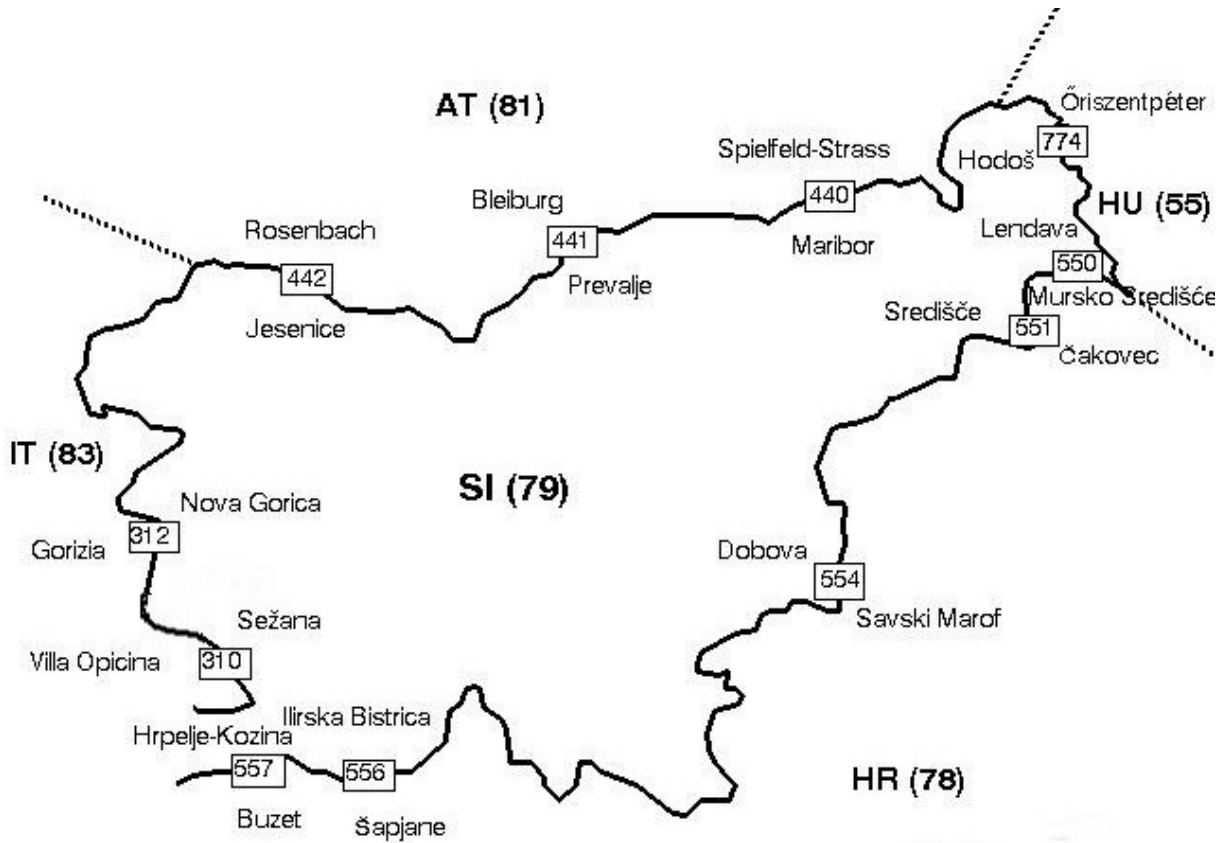 AT (81)
Őriszentpéter
774
Hodoš
HU (55)
Spielfeld-Strass
440
Maribor
Bleiburg
441
Prevalje
Rosenbach
442
Jesenice
Lendava
550
Mursko Središće
Središče
551
Čakovec
IT (83)
SI (79)
Nova Gorica
312
Gorizia
Dobova
554
Savski Marof
Sežana
Villa Opicina
310
Ilirska Bistrica
Hrpelje-Kozina
557
556
HR (78)
Buzet
Šapjane